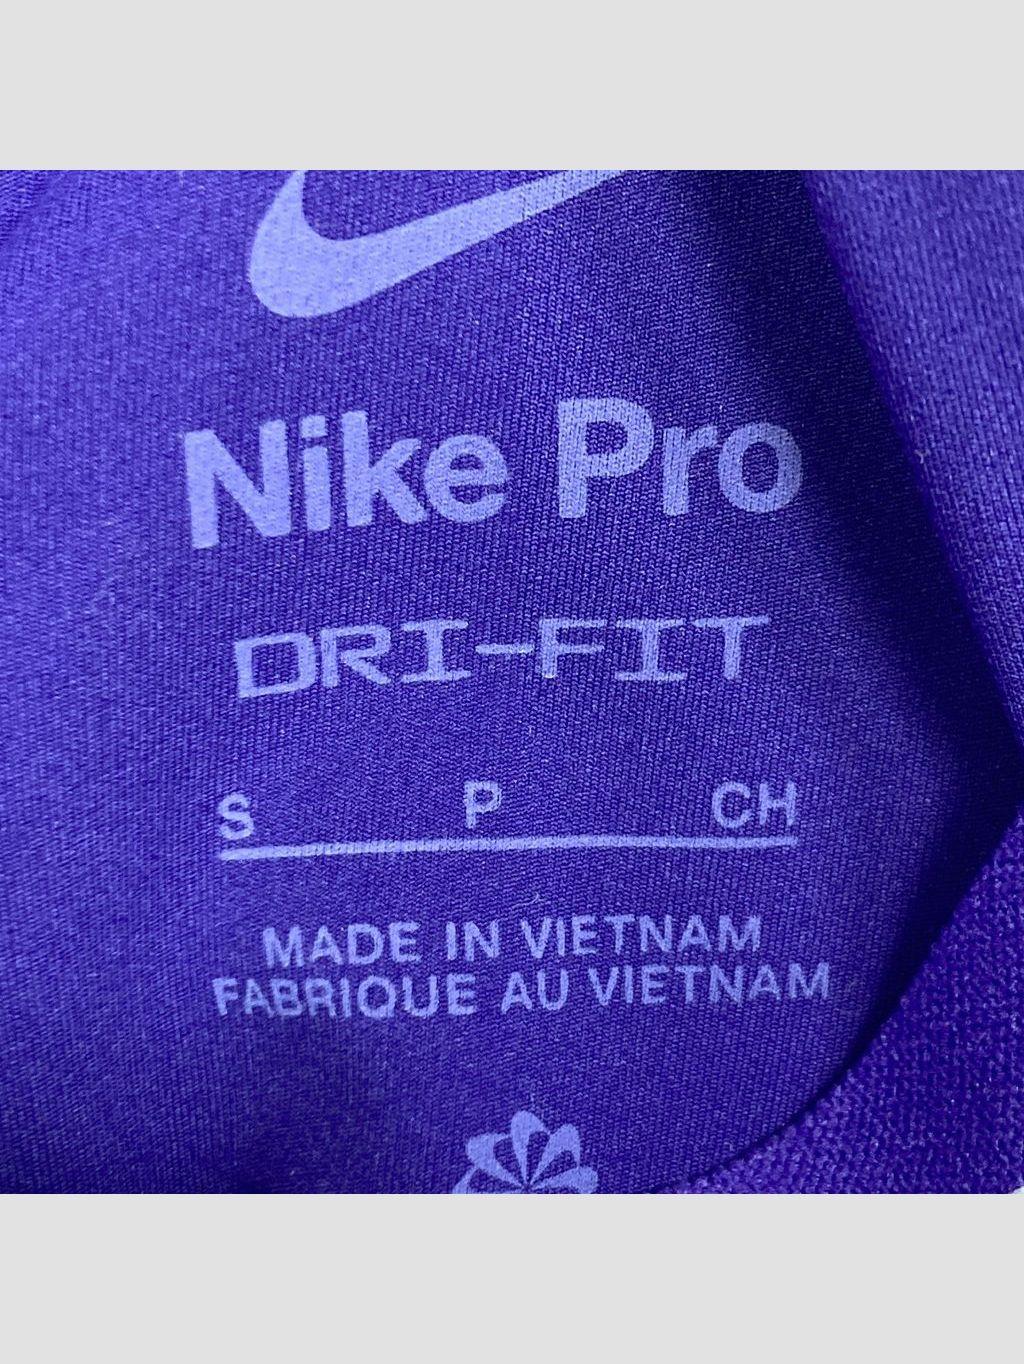 Nike Pro
DRI-FIT
S P CH
MADE IN VIETNAM
FABRIQUE AU VIETNAM